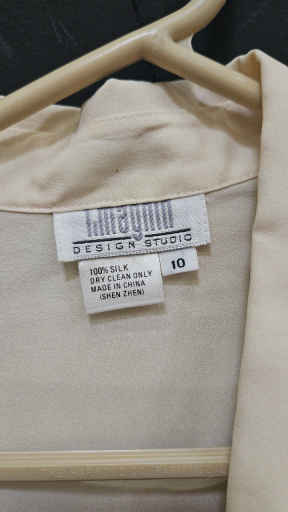 DESIGN STUDIO
10
100% SILK
DRY CLEAN ONLY
MADE IN CHINA
(SHEN ZHEN)